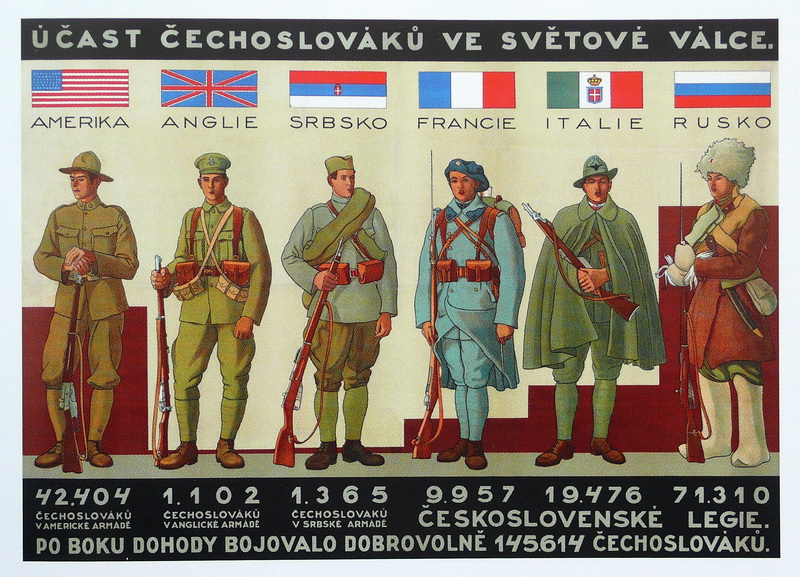 ÚČAST ČECHOSLOVÁKŮ VE SVĚTOVÉ VÁLCE.
AMERIKA ANGLIE SRBSKO FRANCIE ITALIE RUSKO
42.404 1.102 1.365 9.957 19.476 71.310
ČECHOSLOVÁKŮ ČECHOSLOVÁKŮ ČECHOSLOVÁKŮ ČESKOSLOVENSKÉ LEGIE.
V AMERICKÉ ARMÁDĚ V ANGLICKÉ ARMÁDĚ V SRBSKÉ ARMÁDĚ
PO BOKU DOHODY BOJOVALO DOBROVOLNĚ 145.614 ČECHOSLOVÁKŮ.